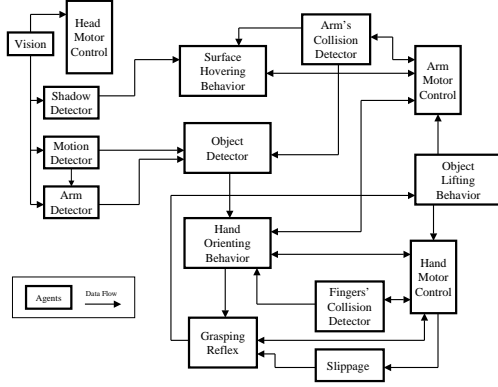 Vision
Head
Motor
Control
Shadow
Detector
Motion
Detector
Arm
Detector
Surface
Hovering
Behavior
Arm's
Collision
Detector
Arm
Motor
Control
Object
Detector
Object
Lifting
Behavior
Hand
Orienting
Behavior
Hand
Motor
Control
Fingers'
Collision
Detector
Grasping
Reflex
Slippage
Agents
Data Flow